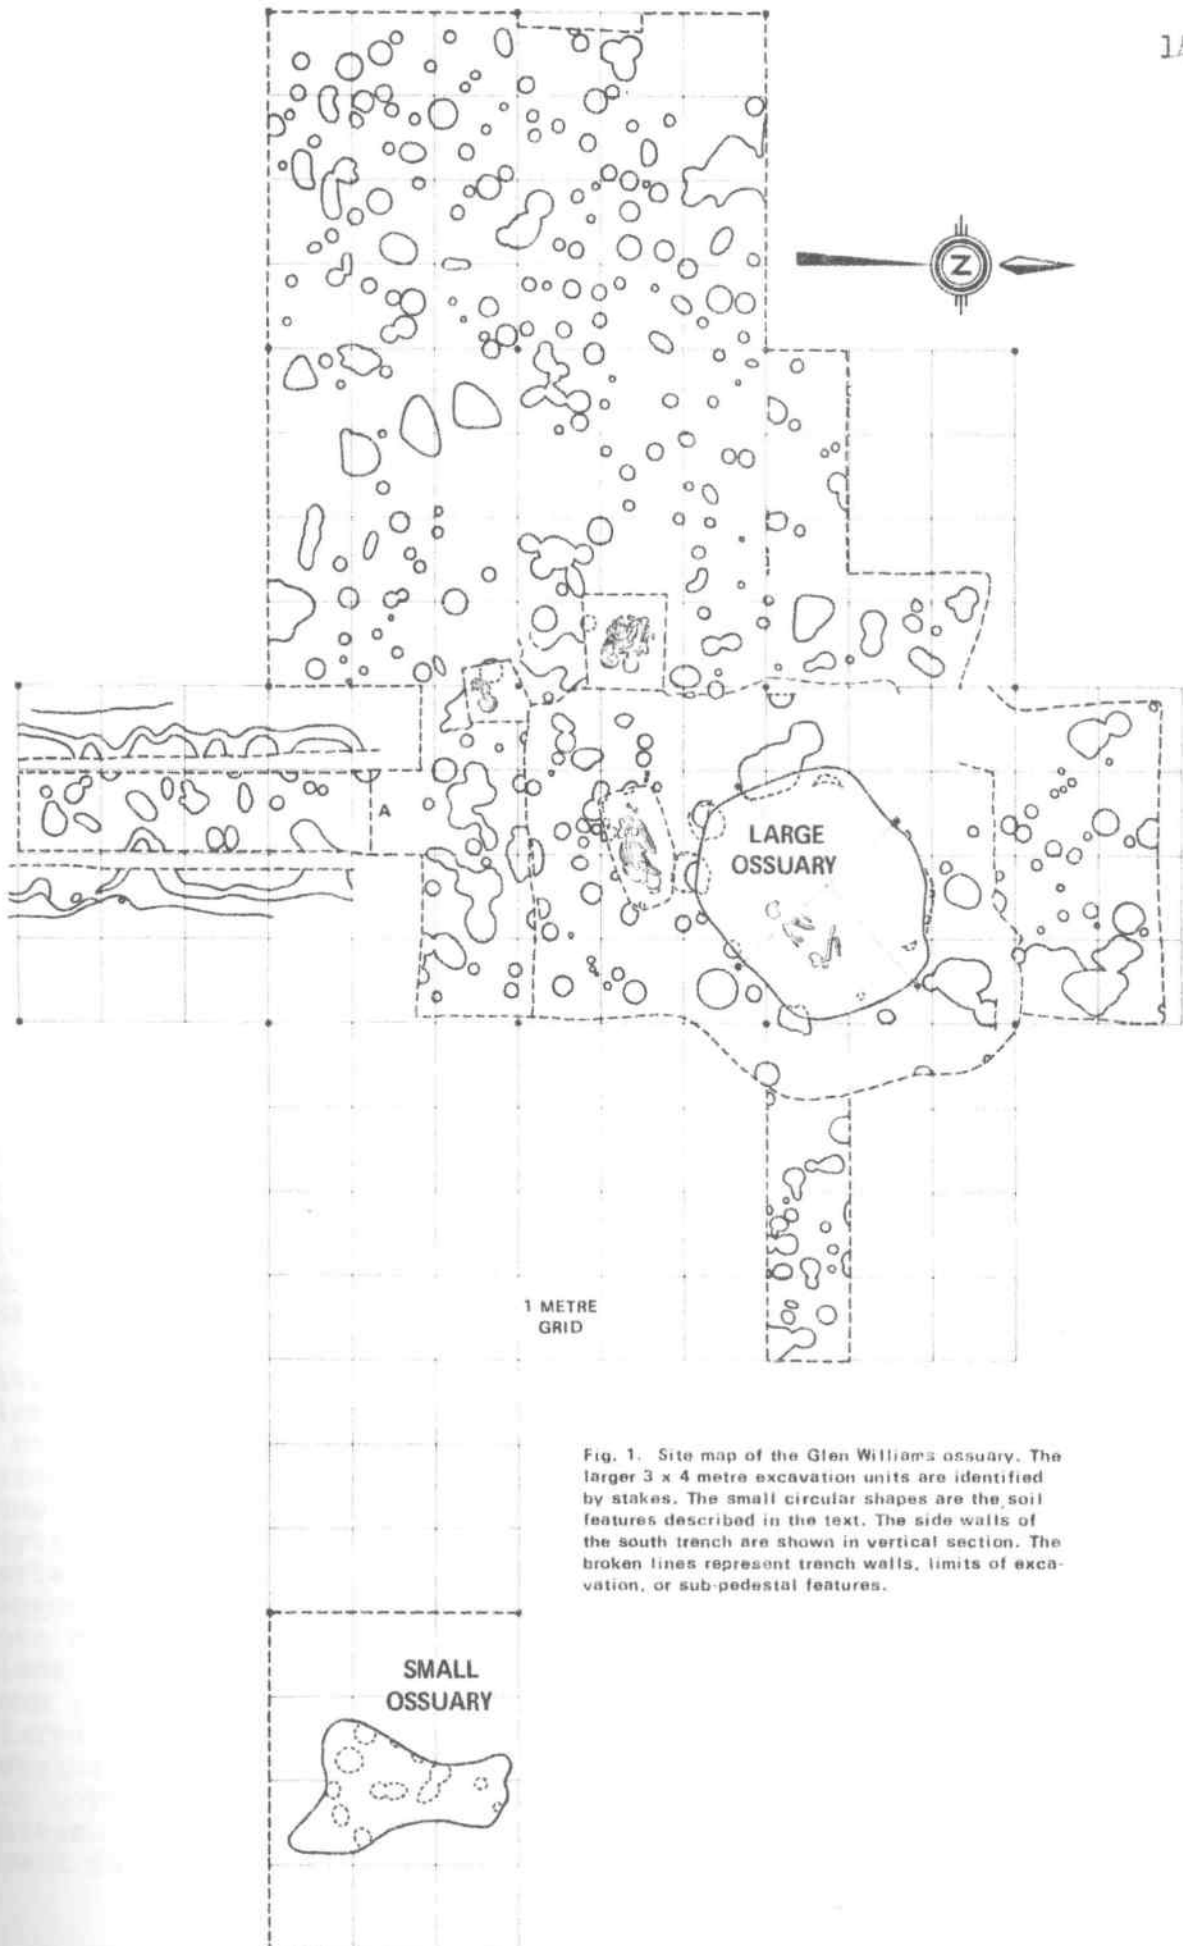 Z
A
LARGE
OSSUARY
1 METRE
GRID
Fig. 1. Site map of the Glen Williams ossuary. The
larger 3 x 4 metre excavation units are identified
by stakes. The small circular shapes are the soil
features described in the text. The side walls of
the south trench are shown in vertical section. The
broken lines represent trench walls, limits of exca-
vation, or sub-pedestal features.
SMALL
OSSUARY